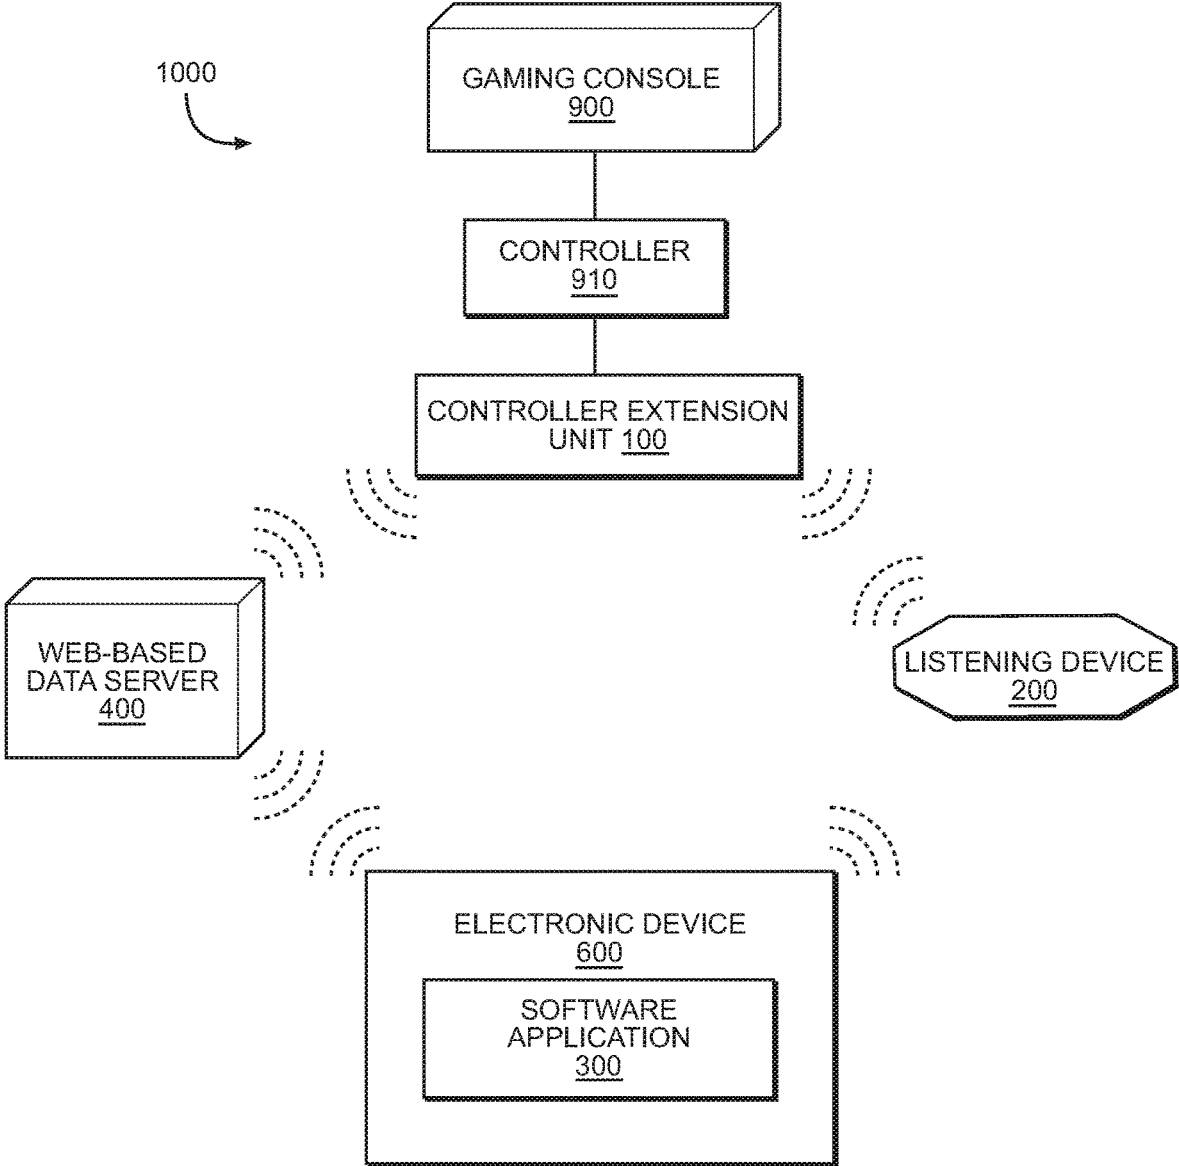 1000
GAMING CONSOLE
900
CONTROLLER
910
CONTROLLER EXTENSION
UNIT 100
WEB-BASED
DATA SERVER
400
LISTENING DEVICE
200
ELECTRONIC DEVICE
600
SOFTWARE
APPLICATION
300